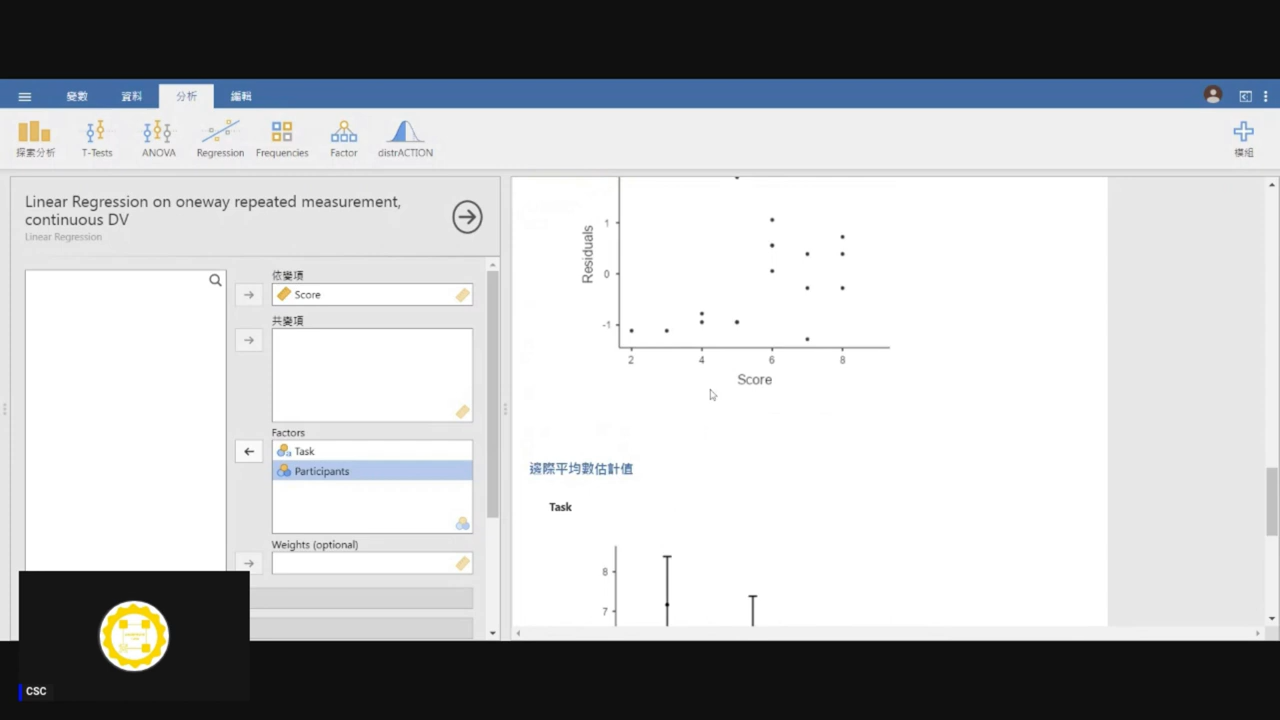 變數 資料 分析 編輯
探索分析 T-Tests ANOVA Regression Frequencies Factor distrACTION 模組
Linear Regression on oneway repeated measurement,
continuous DV
Linear Regression
依變項
Score
共變項
Factors
Task
Participants
Weights (optional)
Residuals
1
0
-1
2 4 6 8
Score
邊際平均數估計值
Task
8
7
CSC